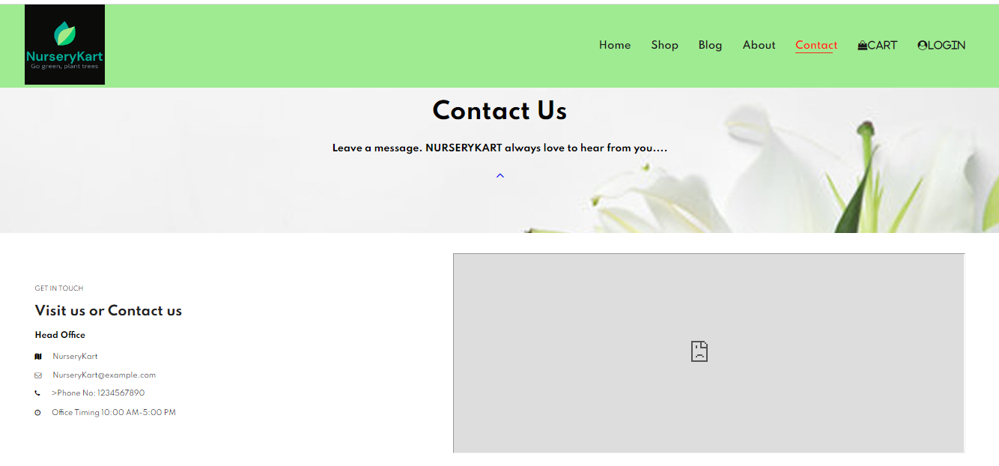 NurseryKart
Go green, plant trees
Home Shop Blog About Contact CART LOGIN
Contact Us
Leave a message. NURSERYKART always love to hear from you....
GET IN TOUCH
Visit us or Contact us
Head Office
NurseryKart
NurseryKart@example.com
>Phone No: 1234567890
Office Timing 10:00 AM-5:00 PM